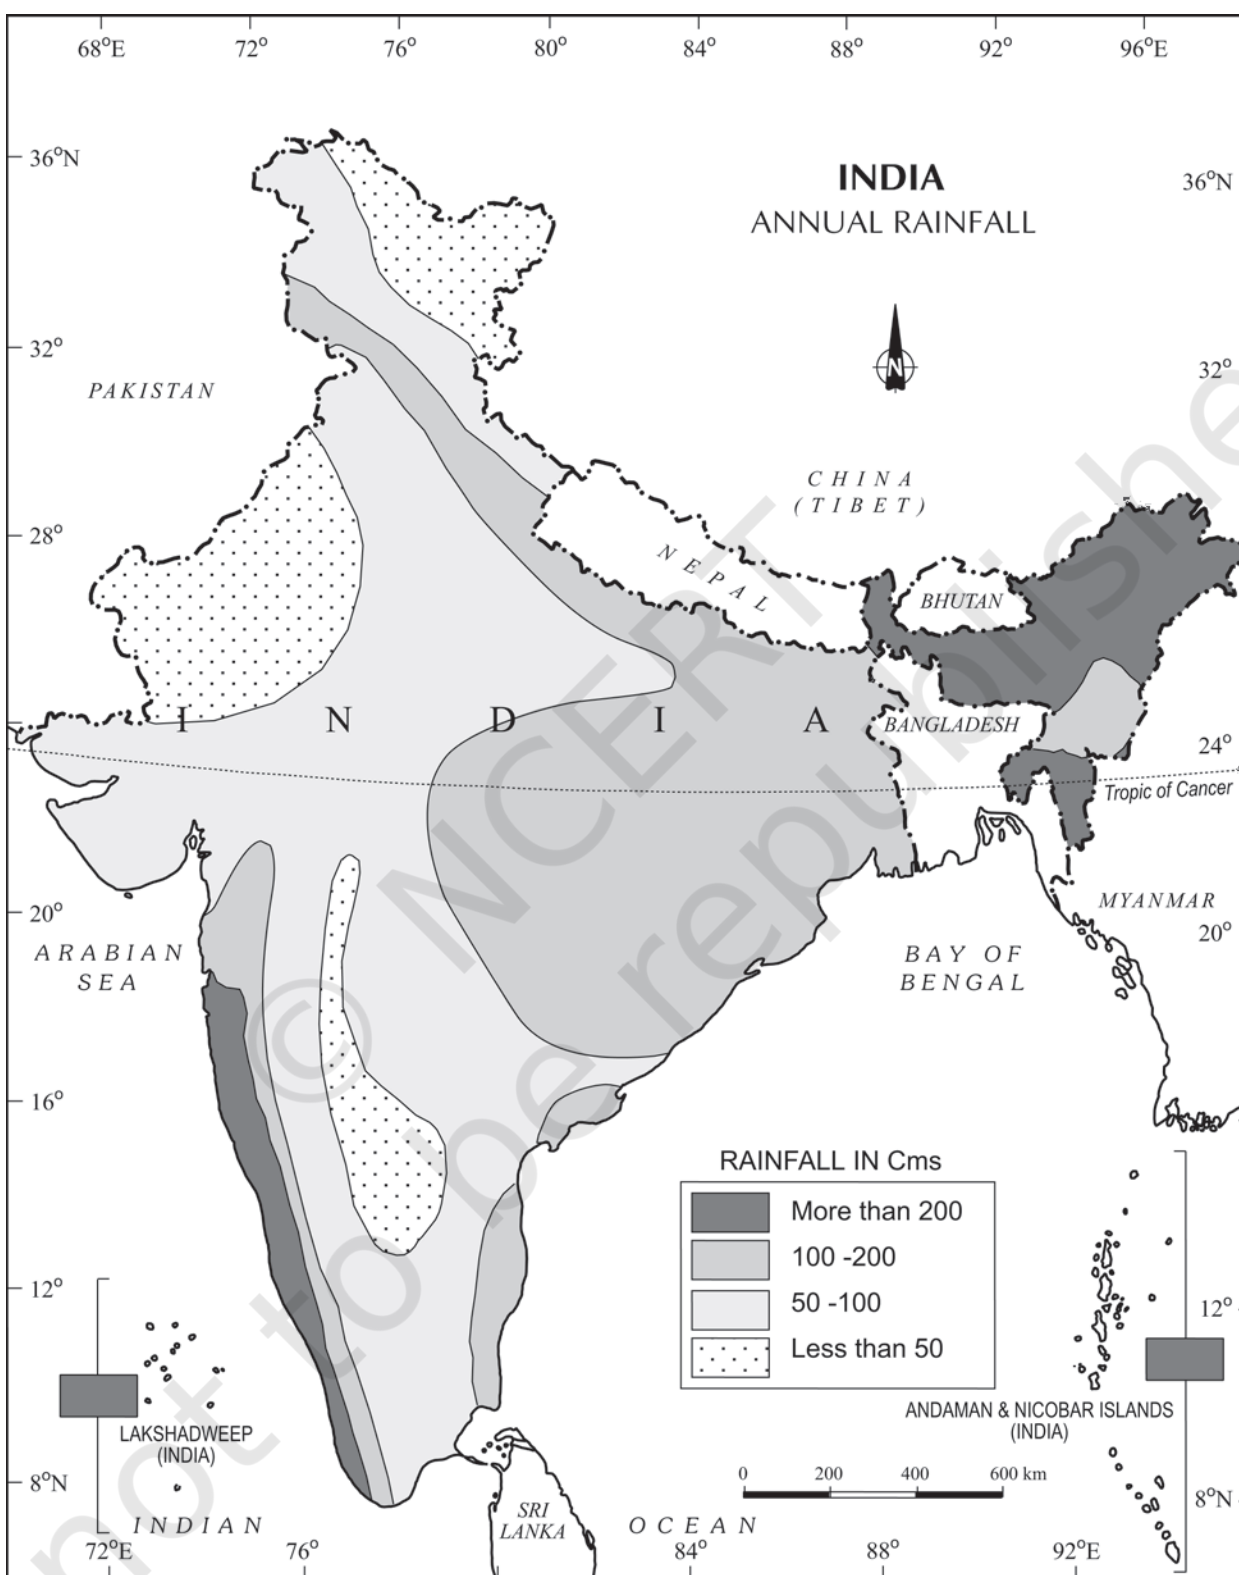 68°E 72° 76° 80° 84° 88° 92° 96°E
36°N
INDIA
36°N
ANNUAL RAINFALL
32°
N
32°
PAKISTAN
CHINA
(TIBET)
28°
NEPAL
BHUTAN
INDIA
BANGLADESH
24°
Tropic of Cancer
20°
MYANMAR
20°
ARABIAN
SEA
BAY OF
BENGAL
16°
RAINFALL IN Cms
More than 200
100 -200
50 -100
Less than 50
12°
12°
LAKSHADWEEP
(INDIA)
ANDAMAN & NICOBAR ISLANDS
(INDIA)
0 200 400 600 km
8°N
8°N
SRI
LANKA
INDIAN OCEAN
72°E 76° 84° 88° 92°E
© NCERT
not to be republishe